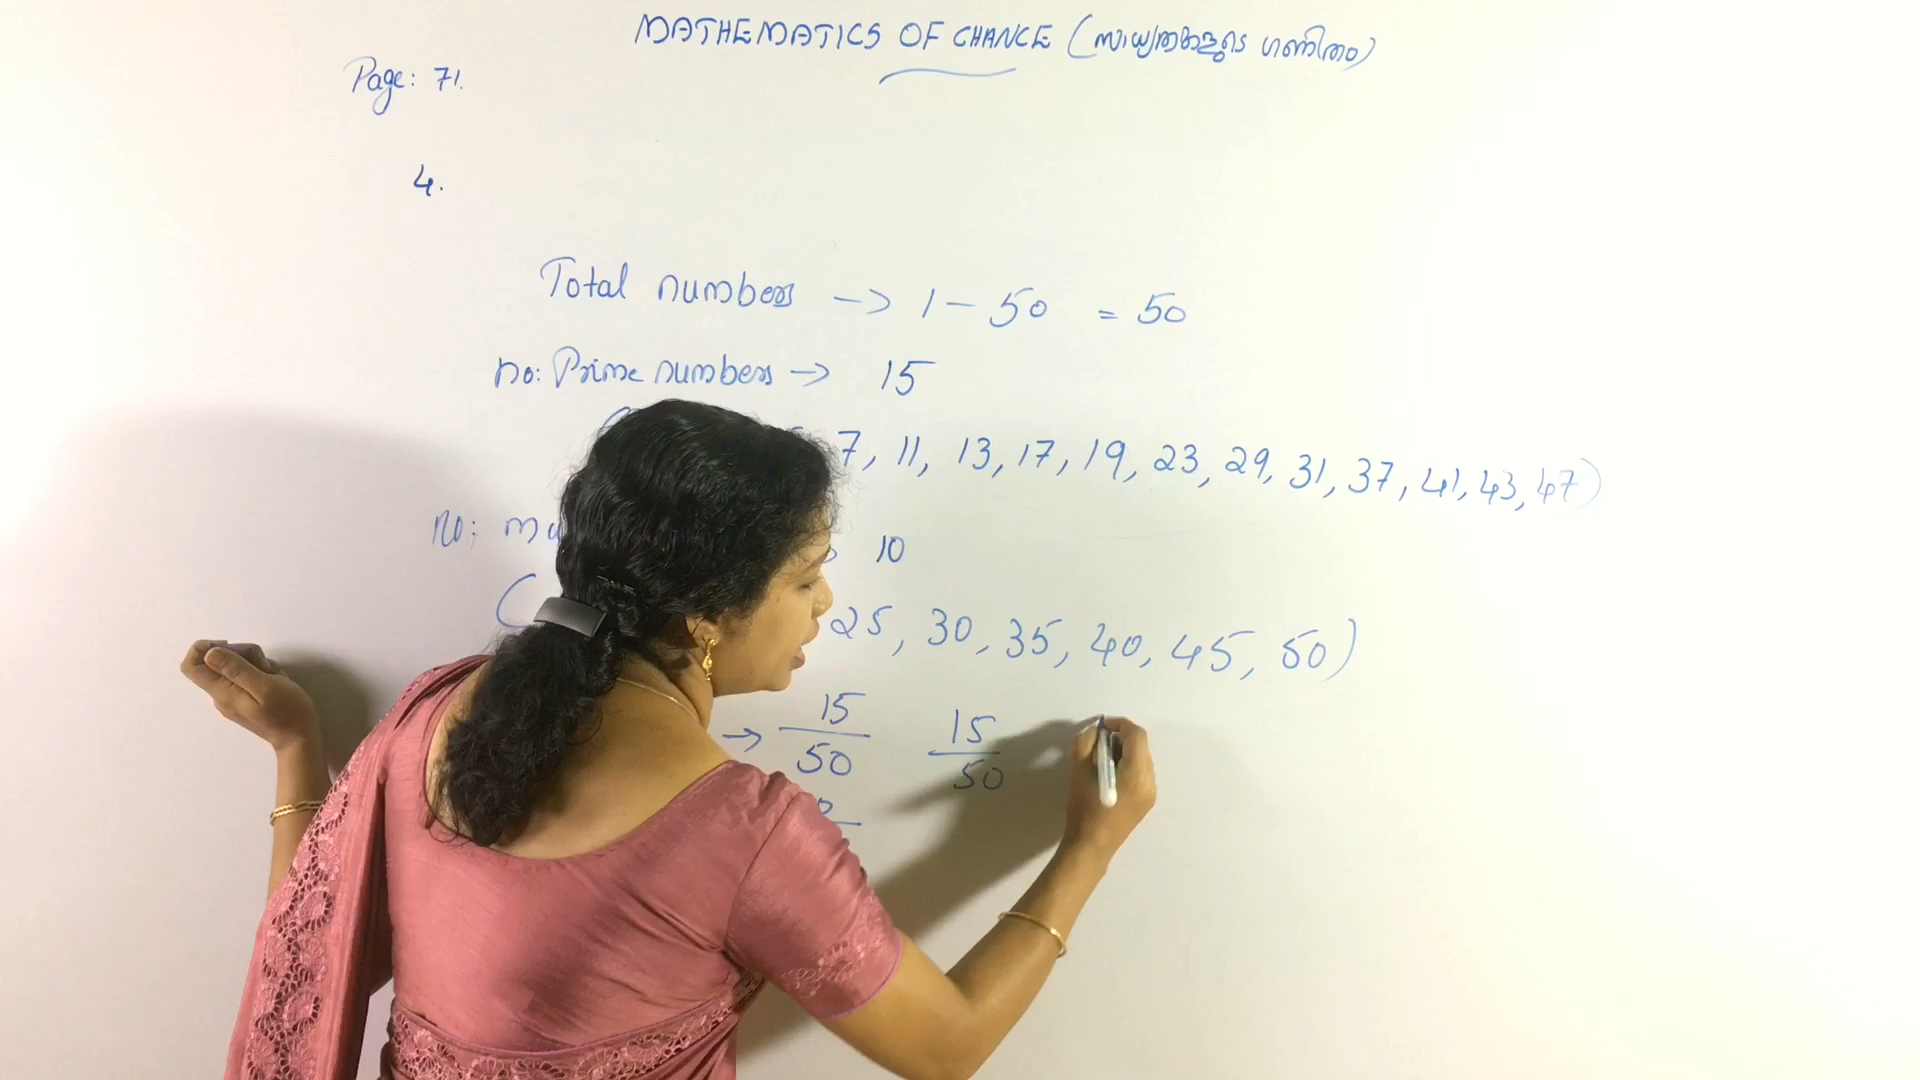 MATHEMATICS OF CHANCE (സാധ്യതകളുടെ ഗണിതം)
Page: 71.
4.
Total numbers -> 1 - 50 = 50
no: Prime numbers -> 15
( 7, 11, 13, 17, 19, 23, 29, 31, 37, 41, 43, 47)
no: 10
( 25, 30, 35, 40, 45, 50)
-> 15/50 15/50